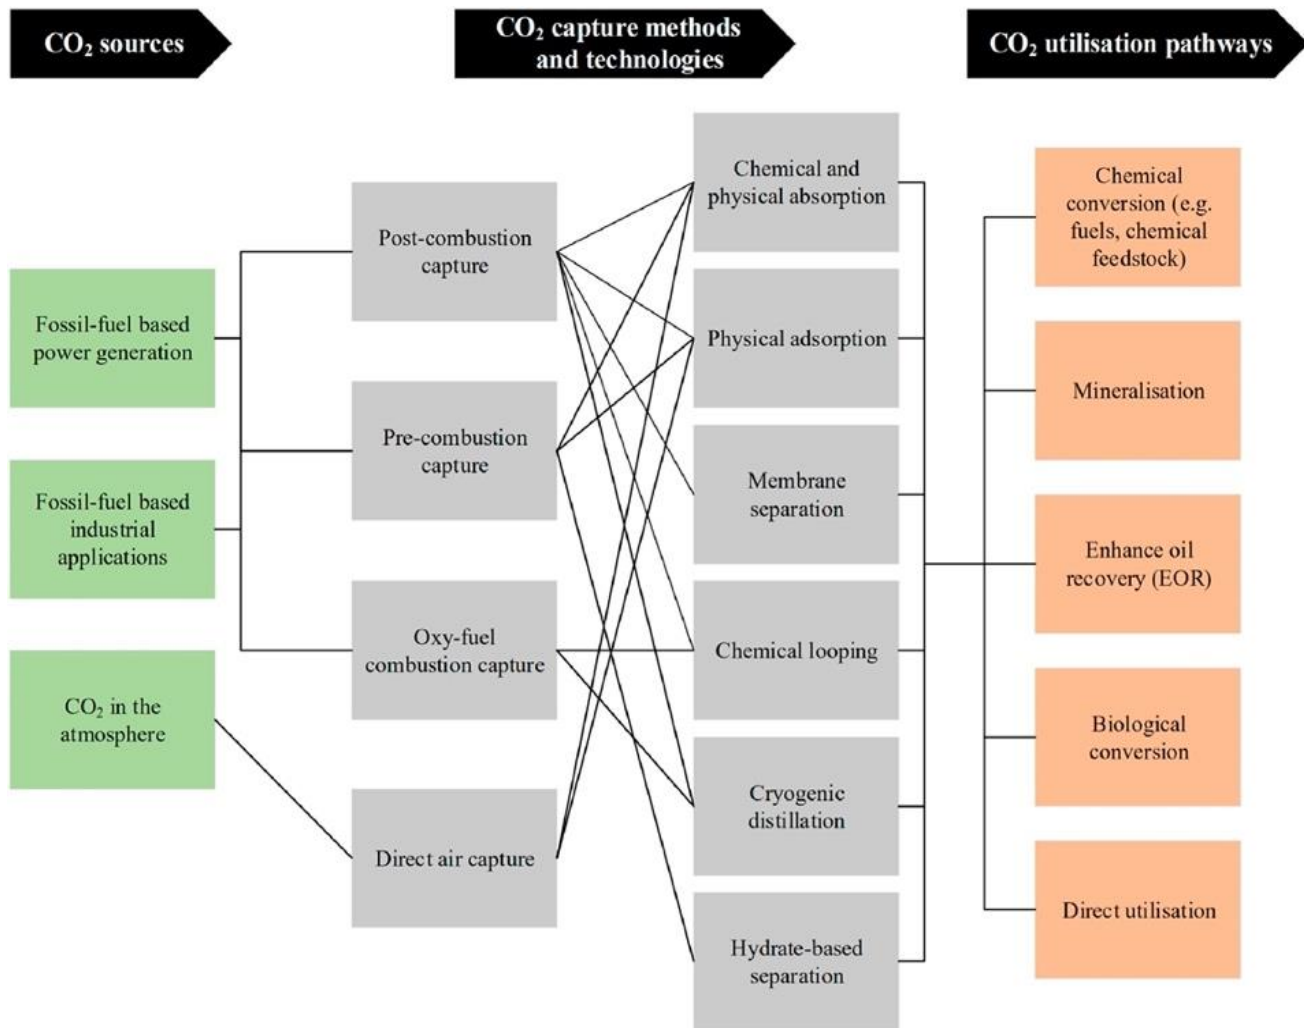 CO₂ sources
CO₂ capture methods
and technologies
CO₂ utilisation pathways
Fossil-fuel based
power generation
Fossil-fuel based
industrial
applications
CO₂ in the
atmosphere
Post-combustion
capture
Pre-combustion
capture
Oxy-fuel
combustion capture
Direct air capture
Chemical and
physical absorption
Physical adsorption
Membrane
separation
Chemical looping
Cryogenic
distillation
Hydrate-based
separation
Chemical
conversion (e.g.
fuels, chemical
feedstock)
Mineralisation
Enhance oil
recovery (EOR)
Biological
conversion
Direct utilisation